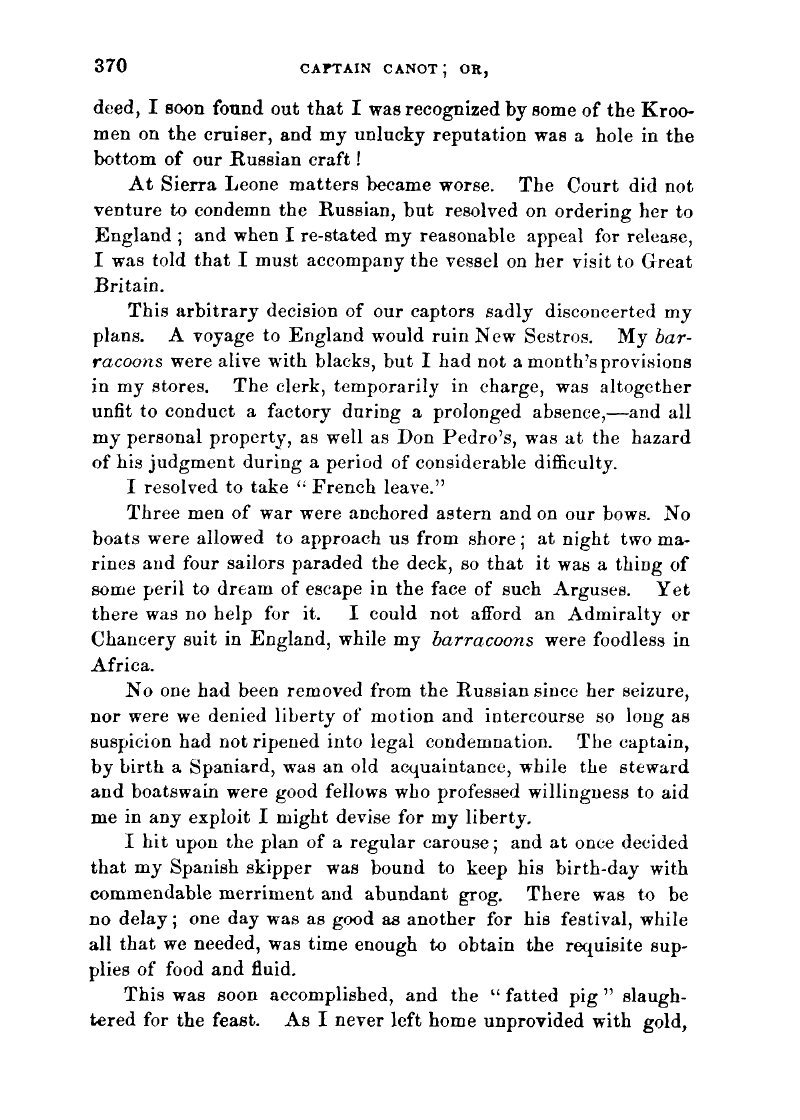 370 CAPTAIN CANOT; OR,
deed, I soon found out that I was recognized by some of the Kroo-
men on the cruiser, and my unlucky reputation was a hole in the
bottom of our Russian craft!
At Sierra Leone matters became worse. The Court did not
venture to condemn the Russian, but resolved on ordering her to
England; and when I re-stated my reasonable appeal for release,
I was told that I must accompany the vessel on her visit to Great
Britain.
This arbitrary decision of our captors sadly disconcerted my
plans. A voyage to England would ruin New Sestros. My bar-
racoons were alive with blacks, but I had not a month's provisions
in my stores. The clerk, temporarily in charge, was altogether
unfit to conduct a factory during a prolonged absence,—and all
my personal property, as well as Don Pedro's, was at the hazard
of his judgment during a period of considerable difficulty.
I resolved to take "French leave."
Three men of war were anchored astern and on our bows. No
boats were allowed to approach us from shore; at night two ma-
rines and four sailors paraded the deck, so that it was a thing of
some peril to dream of escape in the face of such Arguses. Yet
there was no help for it. I could not afford an Admiralty or
Chancery suit in England, while my barracoons were foodless in
Africa.
No one had been removed from the Russian since her seizure,
nor were we denied liberty of motion and intercourse so long as
suspicion had not ripened into legal condemnation. The captain,
by birth a Spaniard, was an old acquaintance, while the steward
and boatswain were good fellows who professed willingness to aid
me in any exploit I might devise for my liberty.
I hit upon the plan of a regular carouse; and at once decided
that my Spanish skipper was bound to keep his birth-day with
commendable merriment and abundant grog. There was to be
no delay; one day was as good as another for his festival, while
all that we needed, was time enough to obtain the requisite sup-
plies of food and fluid.
This was soon accomplished, and the "fatted pig" slaugh-
tered for the feast. As I never left home unprovided with gold,